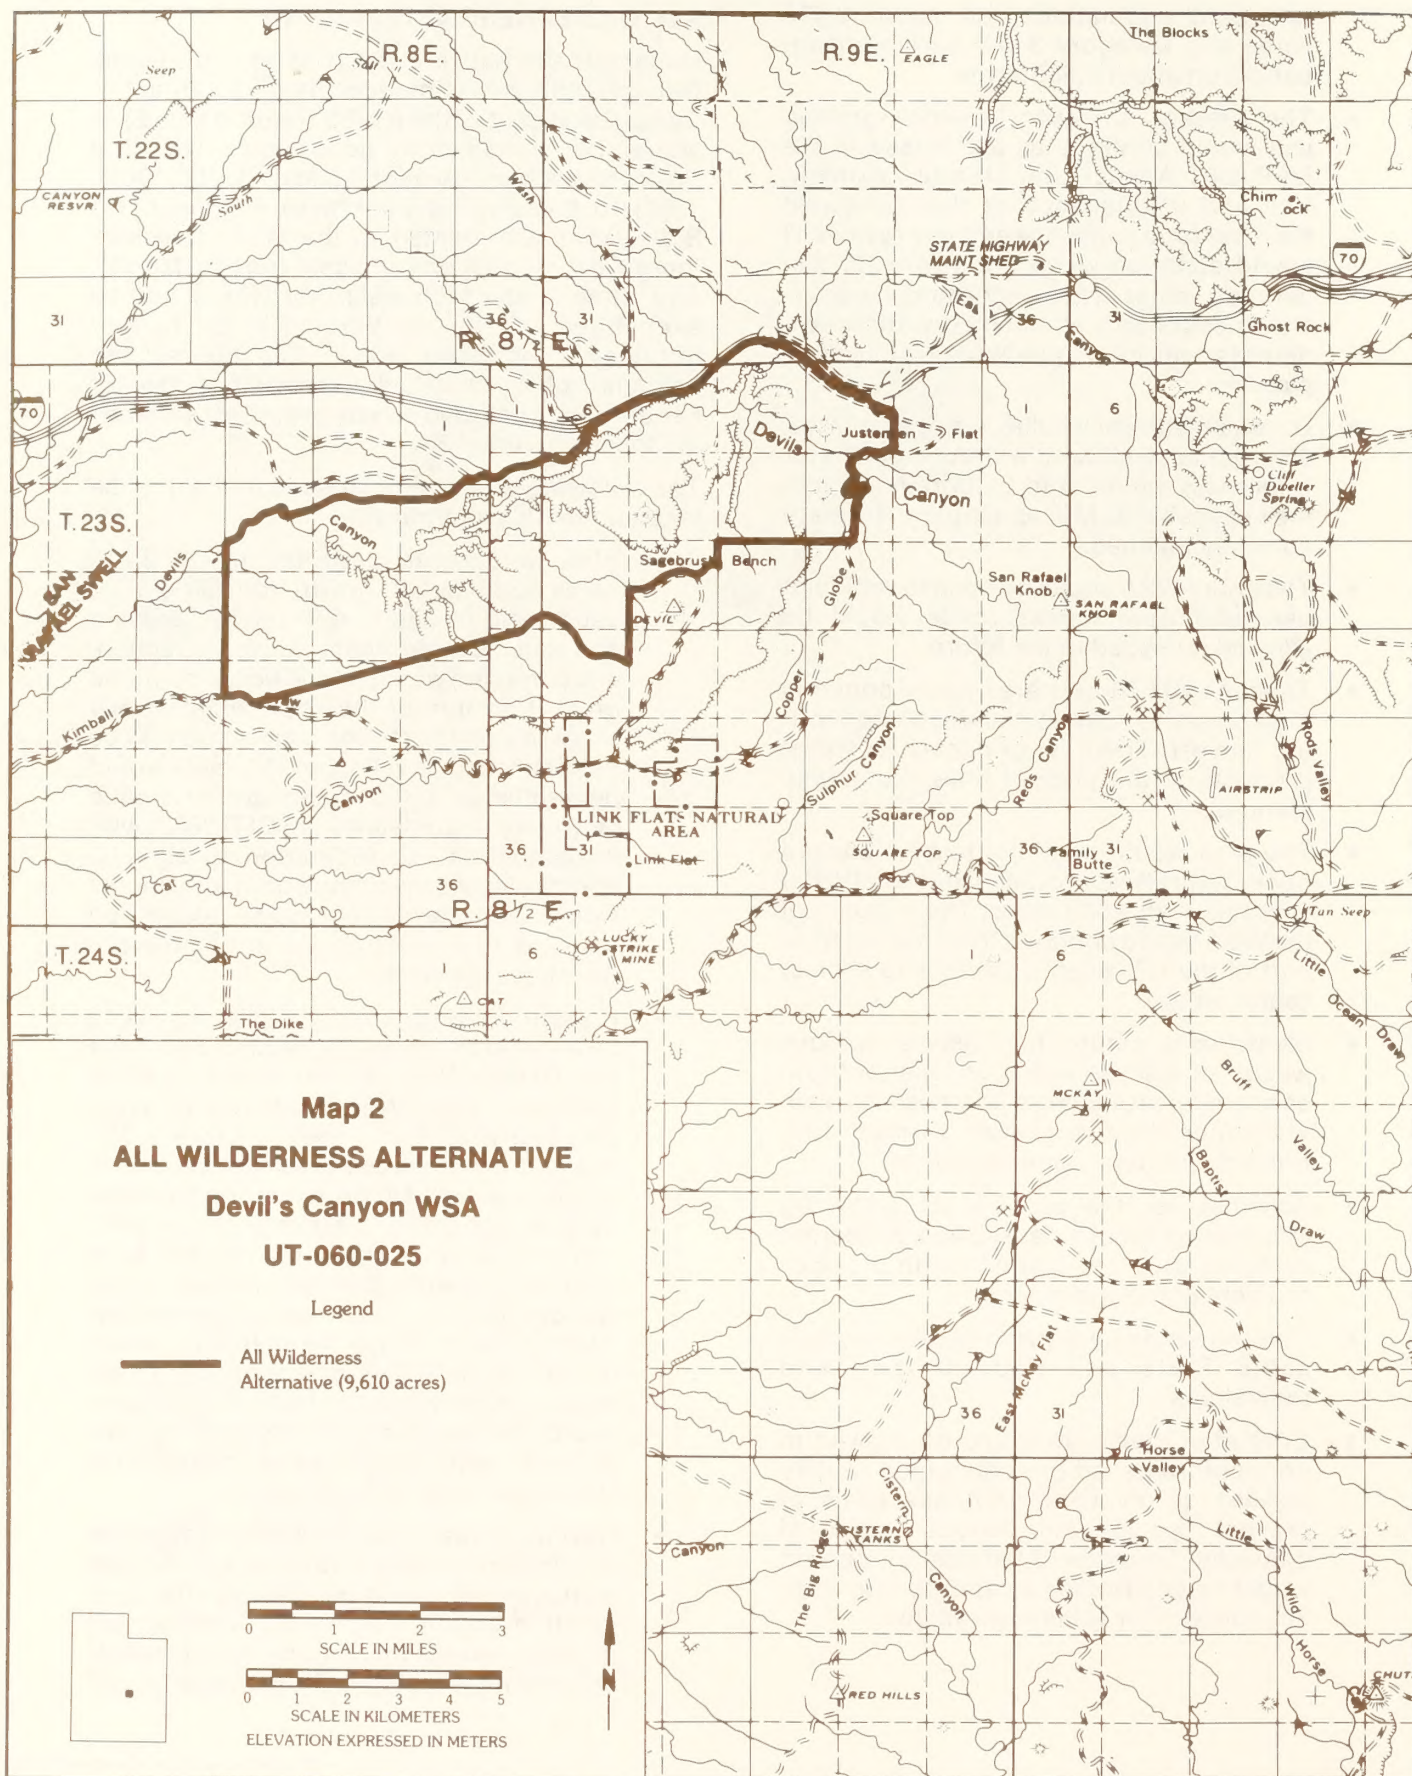 R.8E.
R.9E.
EAGLE
The Blocks
Seep
Salt
T.22S.
CANYON
RESVR
South
Wash
Chim ock
STATE HIGHWAY
MAINT SHED
70
31
36
31
R. 8½ E.
36
31
Canyon
Ghost Rock
70
1
6
1
6
Devils
Justensen Flat
Cliff
Dweller
Spring
Canyon
T.23S.
Canyon
SAN
RAFAEL SWELL
Devils
Sagebrush Bench
Globe
San Rafael
Knob
SAN RAFAEL
KNOB
DEVIL
Kimball
Draw
Copper
Sulphur Canyon
Reds Canyon
Rods Valley
AIRSTRIP
Canyon
LINK FLATS NATURAL
AREA
Square Top
SQUARE TOP
36
31
Link Flat
36
31
Family
Butte
Cat
36
R. 8½ E.
Tan Seep
T.24S.
1
6
LUCKY
STRIKE
MINE
1
6
Little
Ocean
Draw
CAT
The Dike
MCKAY
Bruff
Valley
Baptist
Draw
East McKay Flat
36
31
Horse
Valley
Cistern
1
6
CISTERN
TANKS
Little
Canyon
The Big Ridge
Canyon
Wild
Horse
RED HILLS
Map 2
ALL WILDERNESS ALTERNATIVE
Devil's Canyon WSA
UT-060-025
Legend
All Wilderness
Alternative (9,610 acres)
0 1 2 3
SCALE IN MILES
0 1 2 3 4 5
SCALE IN KILOMETERS
ELEVATION EXPRESSED IN METERS
N